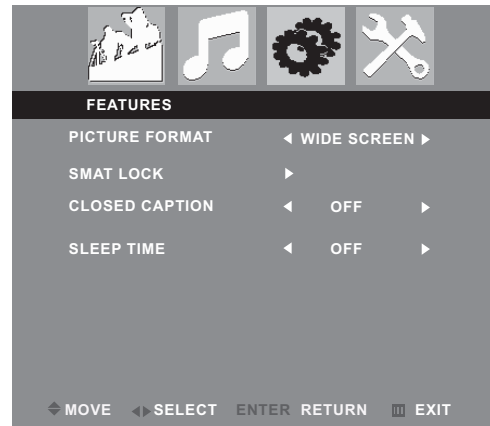 FEATURES
PICTURE FORMAT WIDE SCREEN
SMAT LOCK
CLOSED CAPTION OFF
SLEEP TIME OFF
MOVE SELECT ENTER RETURN EXIT